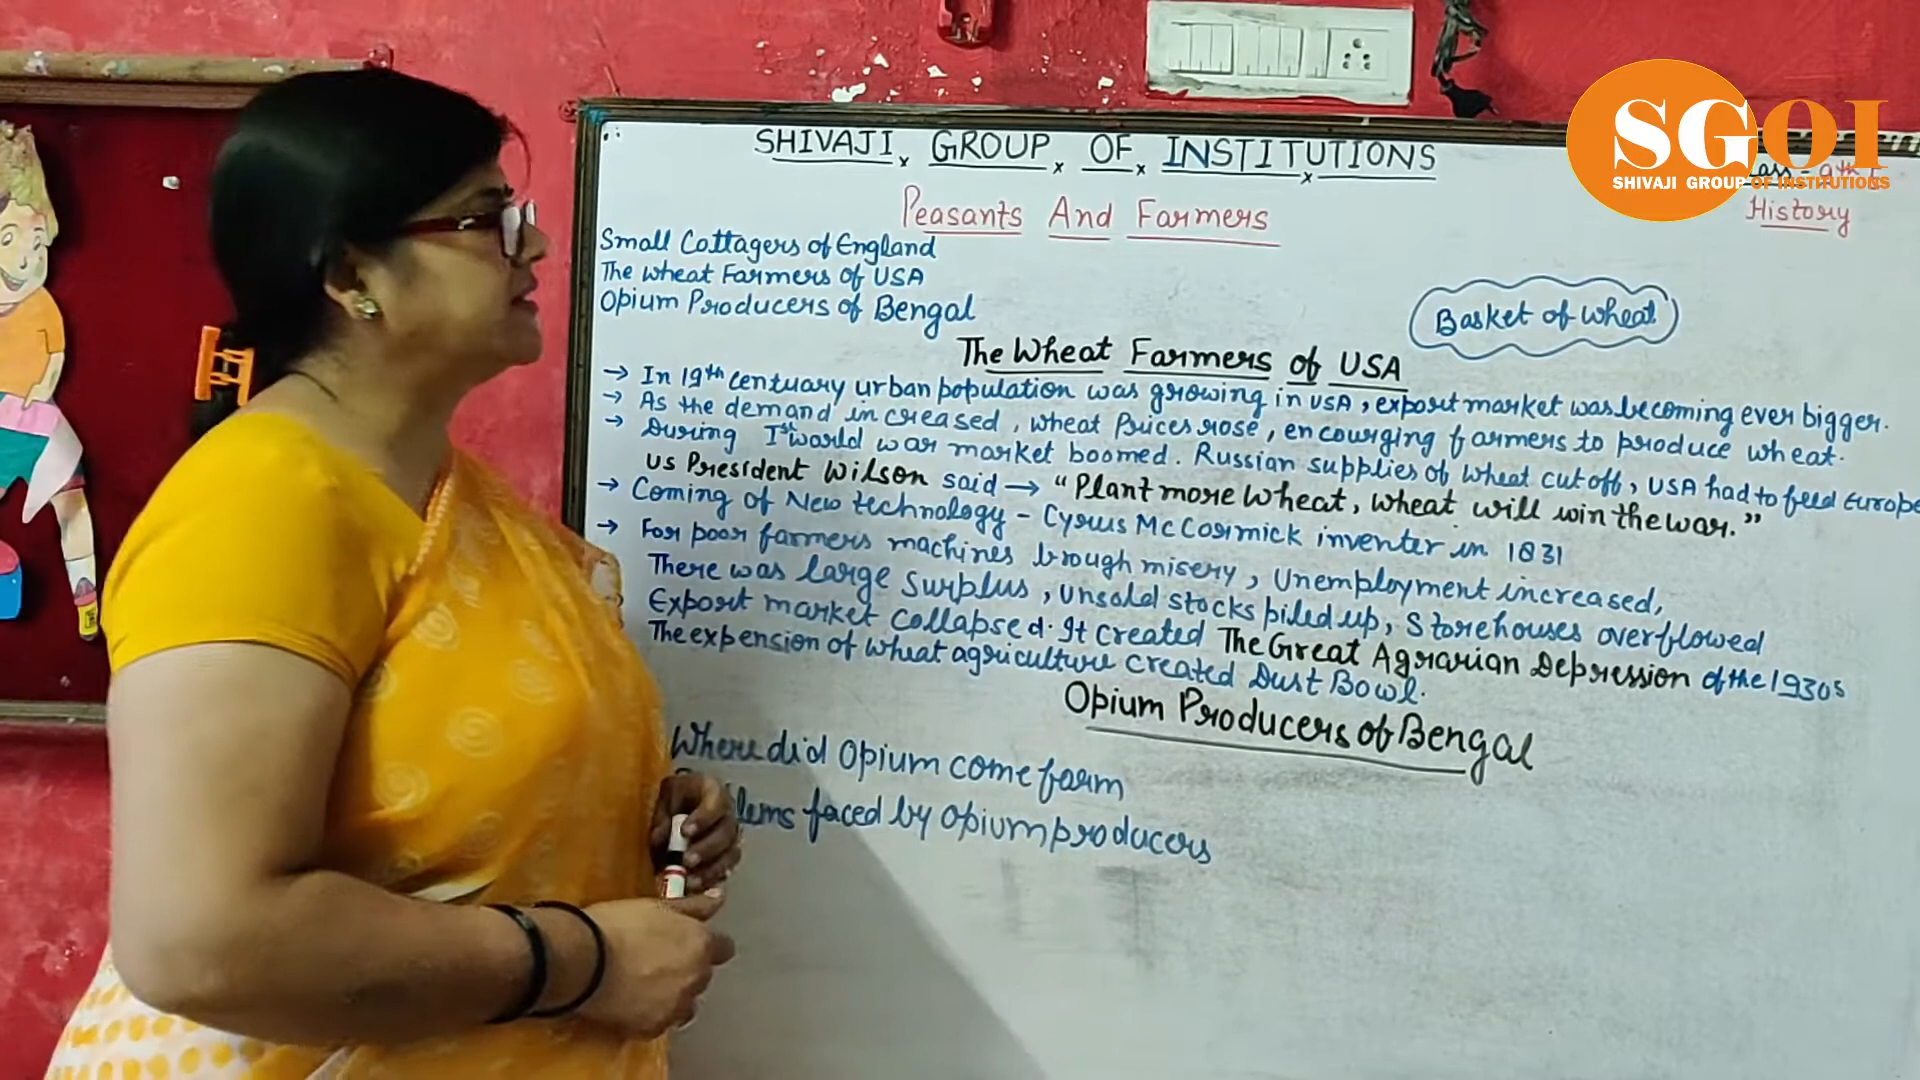 SHIVAJI GROUP OF INSTITUTIONS
SGOI
SHIVAJI GROUP OF INSTITUTIONS
History
Peasants And Farmers
Small Cottagers of England
The wheat Farmers of USA
Opium Producers of Bengal
Basket of wheat
The Wheat Farmers of USA
→ In 19th centuary urban population was growing in USA, export market was becoming ever bigger.
→ As the demand increased, wheat Prices rose, encourging farmers to produce wheat.
→ During Ist world war market boomed. Russian supplies of wheat cut off, USA had to feed Europe
US President Wilson said → "Plant more wheat, wheat will win the war."
→ Coming of New technology - Cyrus McCormick inventer in 1831
→ For poor farmers machines brough misery, Unemployment increased,
There was large Surplus, unsold stocks piled up, Storehouses overflowed
Export market collapsed. It created The Great Agrarian Depression of the 1930s
The expension of wheat agriculture created Dust Bowl.
Opium Producers of Bengal
Where did Opium come farm
faced by opium producers